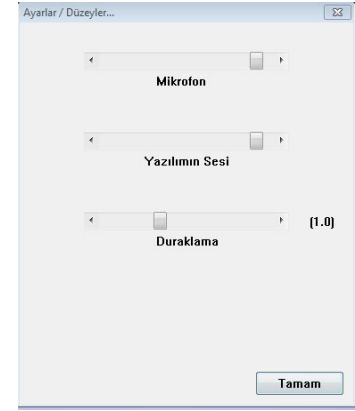 Ayarlar / Düzeyler...
Mikrofon
Yazılımın Sesi
(1.0)
Duraklama
Tamam